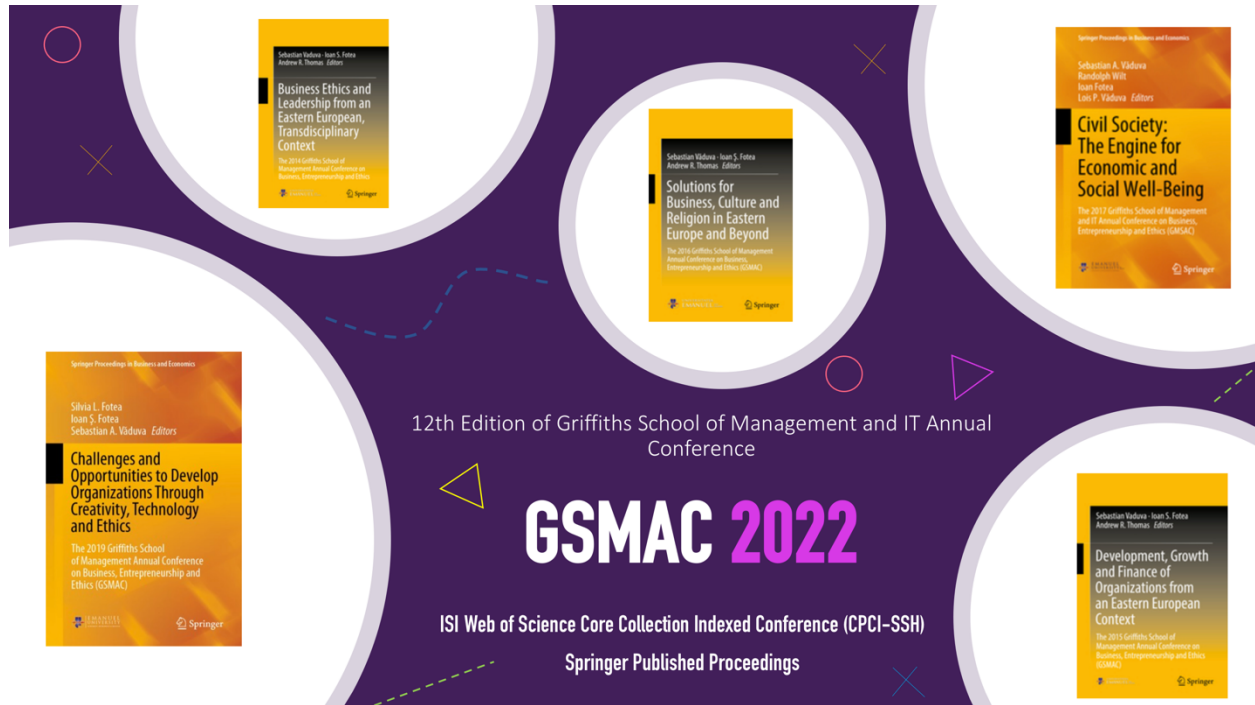 Sebastian Vaduva · Ioan S. Fotea
Andrew R. Thomas Editors
Business Ethics and
Leadership from an
Eastern European,
Transdisciplinary
Context
The 2014 Griffiths School of
Management Annual Conference on
Business, Entrepreneurship and Ethics
Springer
Sebastian Văduva · Ioan Ș. Fotea
Andrew R. Thomas Editors
Solutions for
Business, Culture and
Religion in Eastern
Europe and Beyond
The 2016 Griffiths School of Management
Annual Conference on Business,
Entrepreneurship and Ethics (GSMAC)
Springer
Springer Proceedings in Business and Economics
Sebastian A. Văduva
Randolph Wilt
Ioan Fotea
Lois P. Văduva Editors
Civil Society:
The Engine for
Economic and
Social Well-Being
The 2017 Griffiths School of Management
and IT Annual Conference on Business,
Entrepreneurship and Ethics (GMSAC)
EMANUEL
Springer
Springer Proceedings in Business and Economics
Silvia L. Fotea
Ioan Ș. Fotea
Sebastian A. Văduva Editors
Challenges and
Opportunities to Develop
Organizations Through
Creativity, Technology
and Ethics
The 2019 Griffiths School
of Management Annual Conference
on Business, Entrepreneurship and
Ethics (GSMAC)
EMANUEL
UNIVERSITY
Springer
12th Edition of Griffiths School of Management and IT Annual
Conference
GSMAC 2022
ISI Web of Science Core Collection Indexed Conference (CPCI-SSH)
Springer Published Proceedings
Sebastian Vaduva · Ioan S. Fotea
Andrew R. Thomas Editors
Development, Growth
and Finance of
Organizations from
an Eastern European
Context
The 2015 Griffiths School of
Management Annual Conference on
Business, Entrepreneurship and Ethics
(GSMAC)
Springer